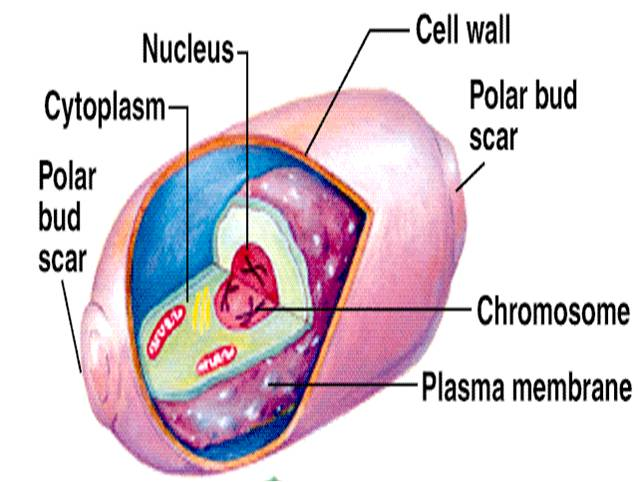 Cell wall
Nucleus
Polar bud
scar
Cytoplasm
Polar
bud
scar
Chromosome
Plasma membrane